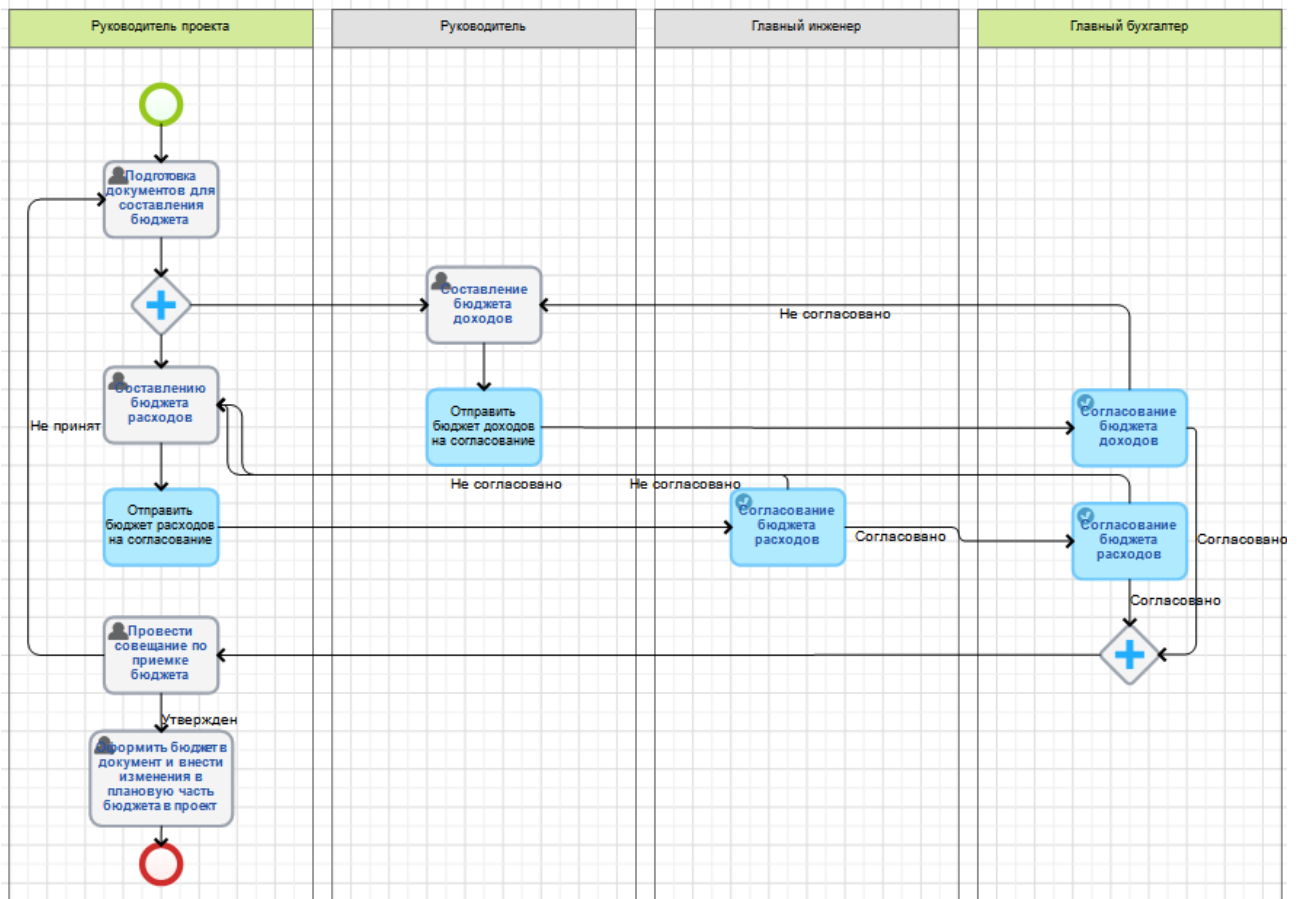 Руководитель проекта
Руководитель
Главный инженер
Главный бухгалтер
Подготовка
документов для
составления
бюджета
Составление
бюджета
доходов
Не согласовано
Составлению
бюджета
расходов
Не принят
Отправить
бюджет доходов
на согласование
Согласование
бюджета
доходов
Не согласовано
Не согласовано
Отправить
бюджет расходов
на согласование
Согласование
бюджета
расходов
Согласовано
Согласование
бюджета
расходов
Согласовано
Согласовано
Провести
совещание по
приемке
бюджета
Утвержден
Оформить бюджет в
документ и внести
изменения в
плановую часть
бюджета в проект